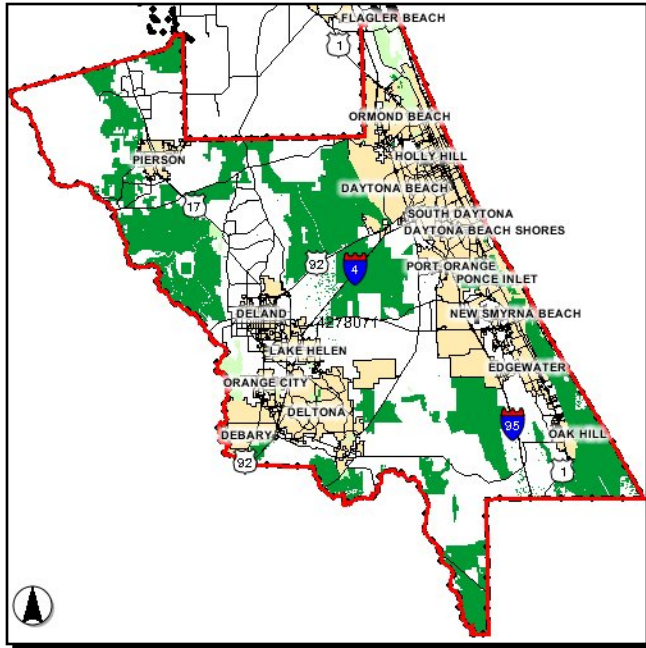 FLAGLER BEACH
1
ORMOND BEACH
HOLLY HILL
PIERSON
DAYTONA BEACH
17
SOUTH DAYTONA
DAYTONA BEACH SHORES
92
4
PORT ORANGE
PONCE INLET
DELAND
4278071
NEW SMYRNA BEACH
LAKE HELEN
EDGEWATER
ORANGE CITY
DELTONA
95
DEBARY
OAK HILL
92
1